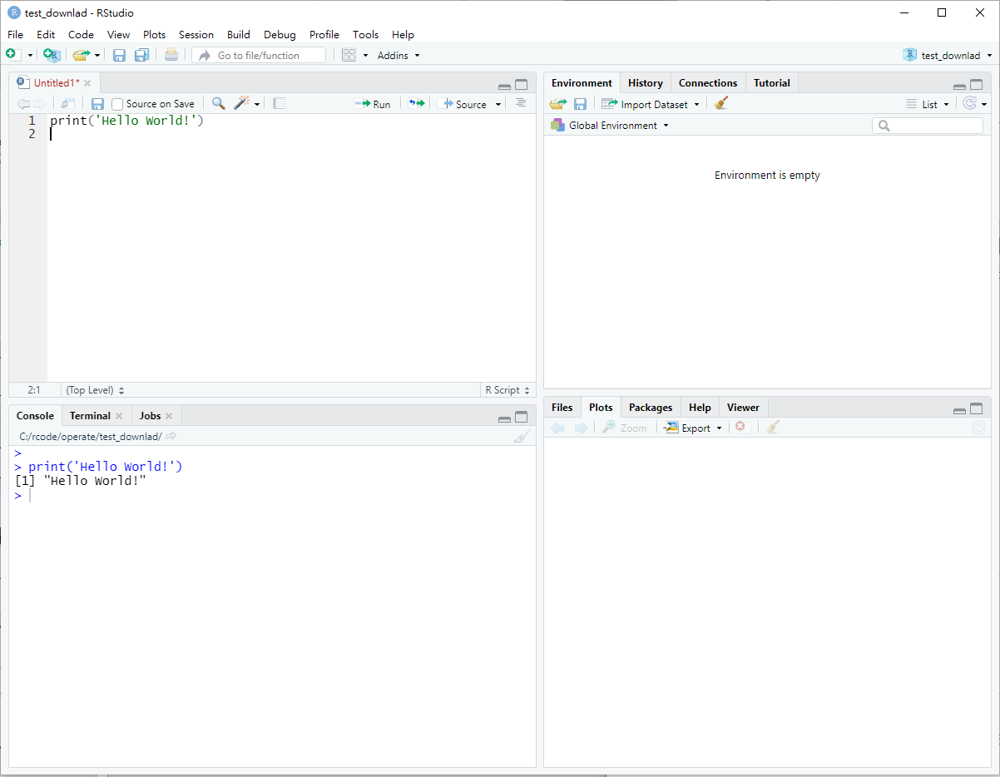 test_downlad - RStudio
File Edit Code View Plots Session Build Debug Profile Tools Help
Go to file/function Addins test_downlad
Untitled1*
Source on Save Run Source
1 print('Hello World!')
2
2:1 (Top Level) R Script
Console Terminal Jobs
C:/rcode/operate/test_downlad/
>
> print('Hello World!')
[1] "Hello World!"
>
Environment History Connections Tutorial
Import Dataset List
Global Environment
Environment is empty
Files Plots Packages Help Viewer
Zoom Export